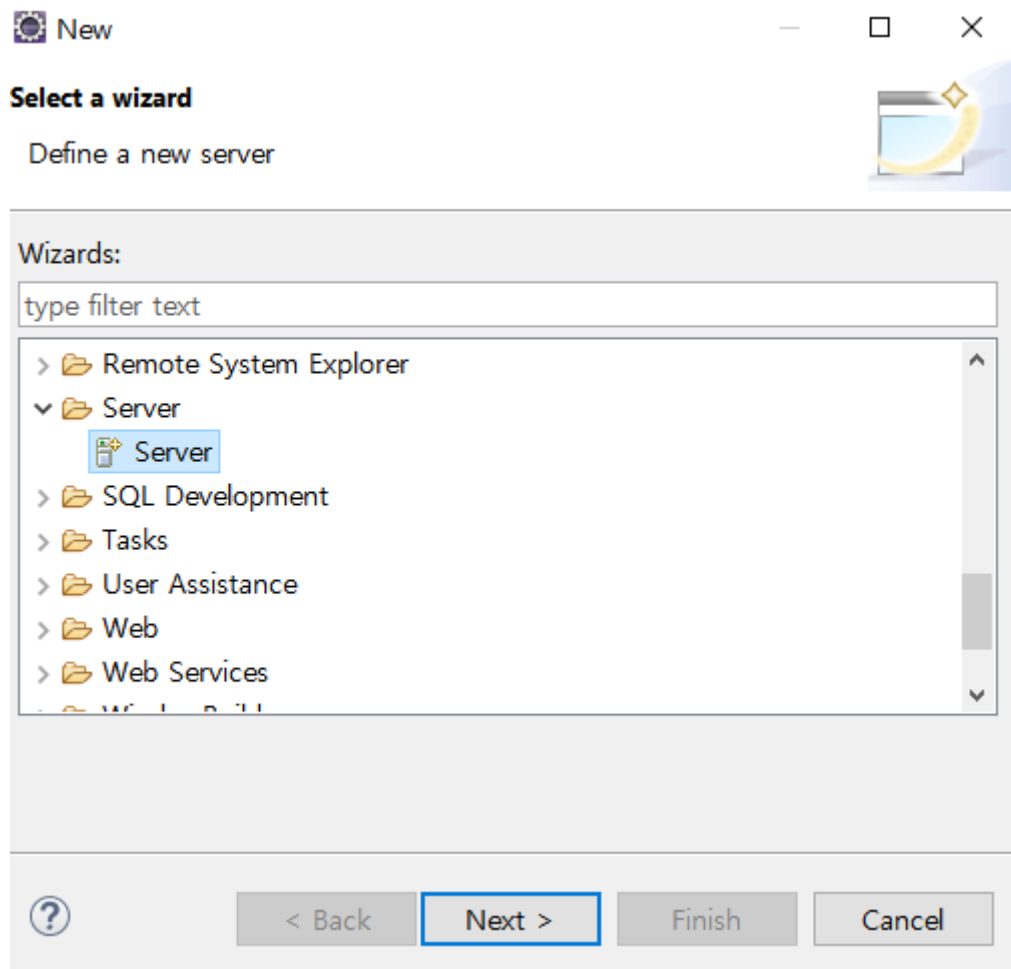 New
Select a wizard
Define a new server
Wizards:
type filter text
Remote System Explorer
Server
Server
SQL Development
Tasks
User Assistance
Web
Web Services
< Back Next > Finish Cancel